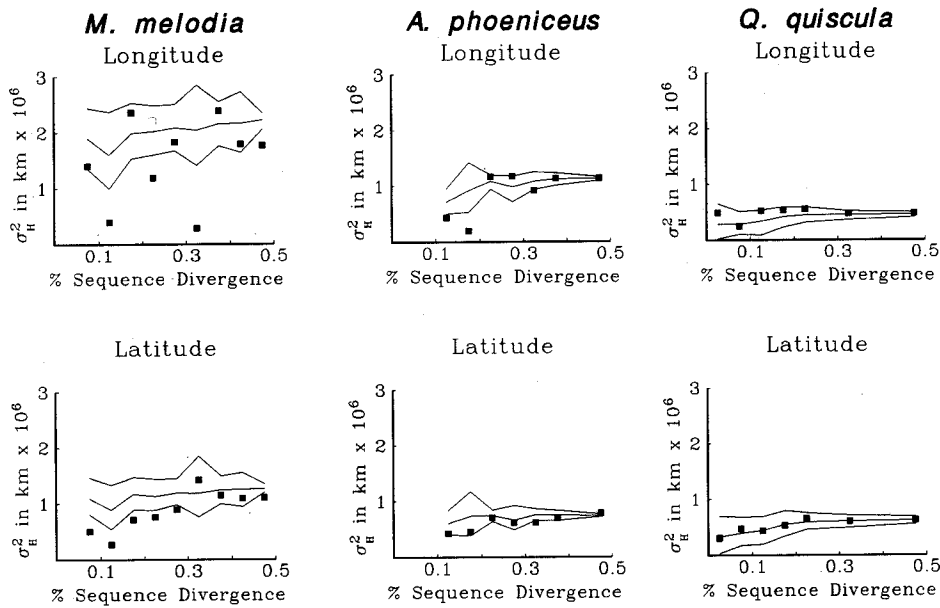 M. melodia
Longitude
σ²H in km x 10⁶
3
2
1
0.1 0.3 0.5
% Sequence Divergence
A. phoeniceus
Longitude
σ²H in km x 10⁶
3
2
1
0.1 0.3 0.5
% Sequence Divergence
Q. quiscula
Longitude
σ²H in km x 10⁶
3
2
1
0.1 0.3 0.5
% Sequence Divergence
Latitude
σ²H in km x 10⁶
3
2
1
0.1 0.3 0.5
% Sequence Divergence
Latitude
σ²H in km x 10⁶
3
2
1
0.1 0.3 0.5
% Sequence Divergence
Latitude
σ²H in km x 10⁶
3
2
1
0.1 0.3 0.5
% Sequence Divergence